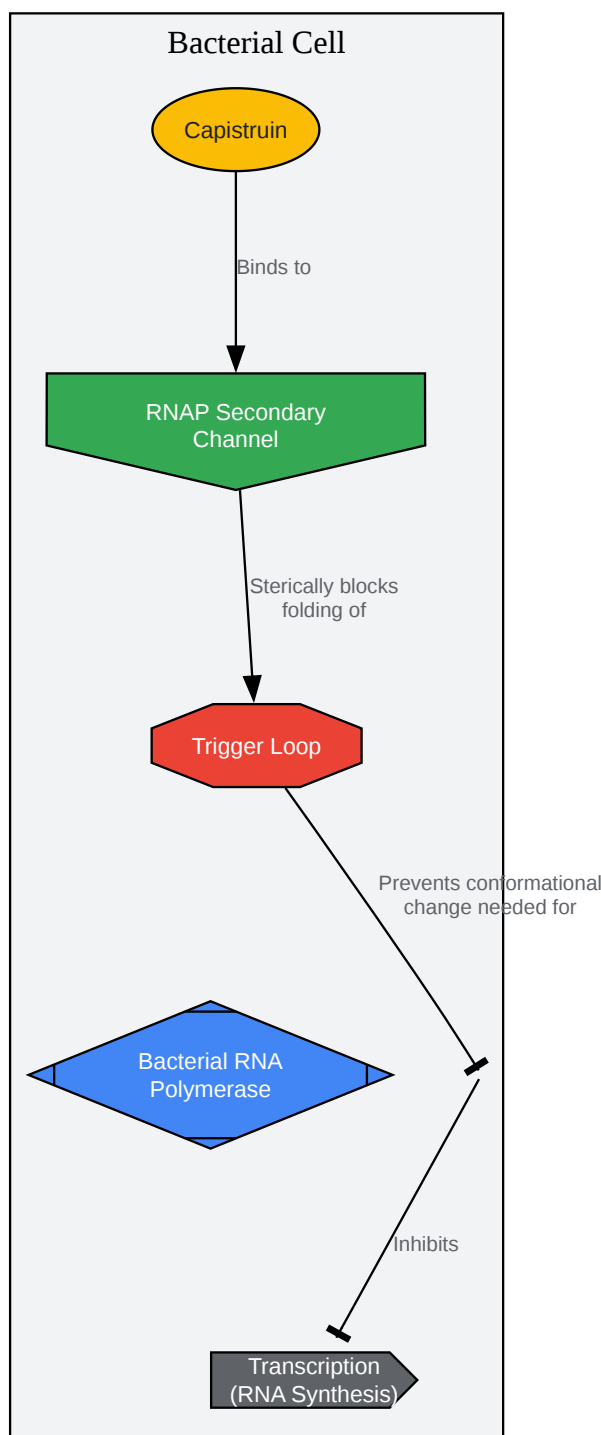 Bacterial Cell
Capistruin
Binds to
RNAP Secondary
Channel
Sterically blocks
folding of
Trigger Loop
Prevents conformational
change needed for
Bacterial RNA
Polymerase
Inhibits
Transcription
(RNA Synthesis)